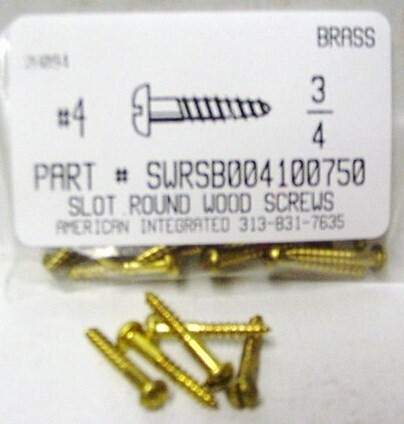 BRASS
#4
3
4
PART # SWRSB004100750
SLOT ROUND WOOD SCREWS
AMERICAN INTEGRATED 313-831-7635